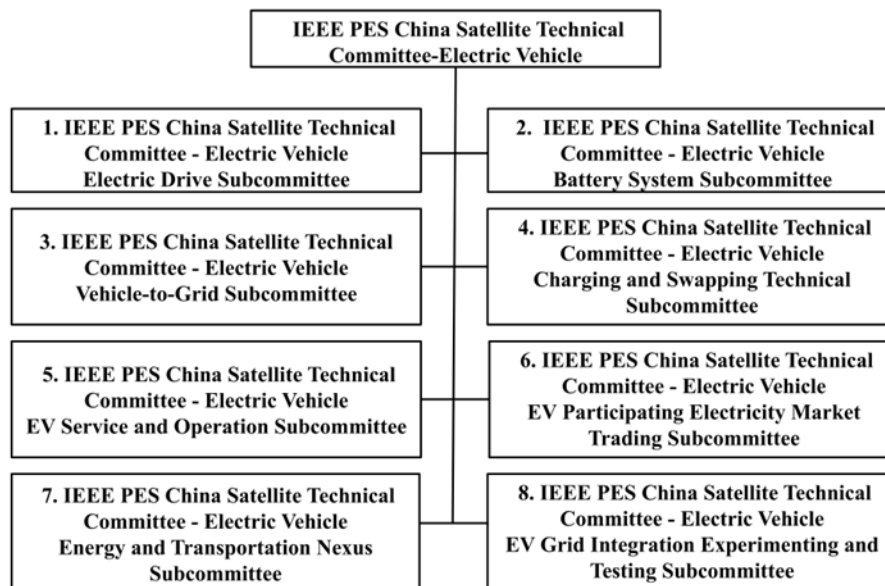 IEEE PES China Satellite Technical
Committee-Electric Vehicle
1. IEEE PES China Satellite Technical
Committee - Electric Vehicle
Electric Drive Subcommittee
2. IEEE PES China Satellite Technical
Committee - Electric Vehicle
Battery System Subcommittee
3. IEEE PES China Satellite Technical
Committee - Electric Vehicle
Vehicle-to-Grid Subcommittee
4. IEEE PES China Satellite Technical
Committee - Electric Vehicle
Charging and Swapping Technical
Subcommittee
5. IEEE PES China Satellite Technical
Committee - Electric Vehicle
EV Service and Operation Subcommittee
6. IEEE PES China Satellite Technical
Committee - Electric Vehicle
EV Participating Electricity Market
Trading Subcommittee
7. IEEE PES China Satellite Technical
Committee - Electric Vehicle
Energy and Transportation Nexus
Subcommittee
8. IEEE PES China Satellite Technical
Committee - Electric Vehicle
EV Grid Integration Experimenting and
Testing Subcommittee